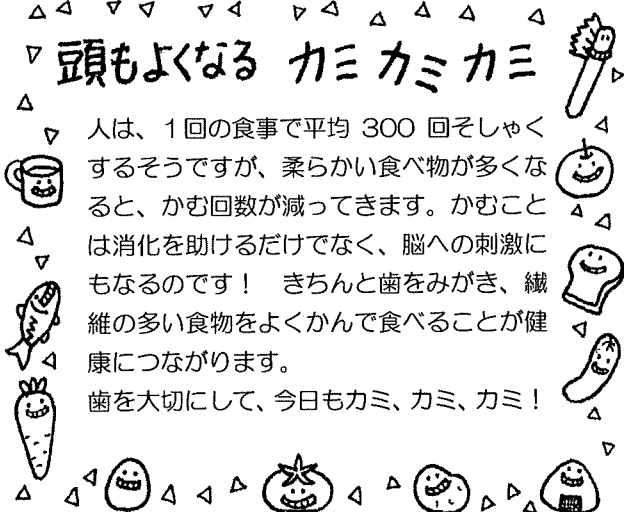 頭もよくなる カミカミカミ
人は、1回の食事で平均 300 回そしゃく
するそうですが、柔らかい食べ物が多くな
ると、かむ回数が減ってきます。かむこと
は消化を助けるだけでなく、脳への刺激に
もなるのです！ きちんと歯をみがき、繊
維の多い食物をよくかんで食べることが健
康につながります。
歯を大切にして、今日もカミ、カミ、カミ！